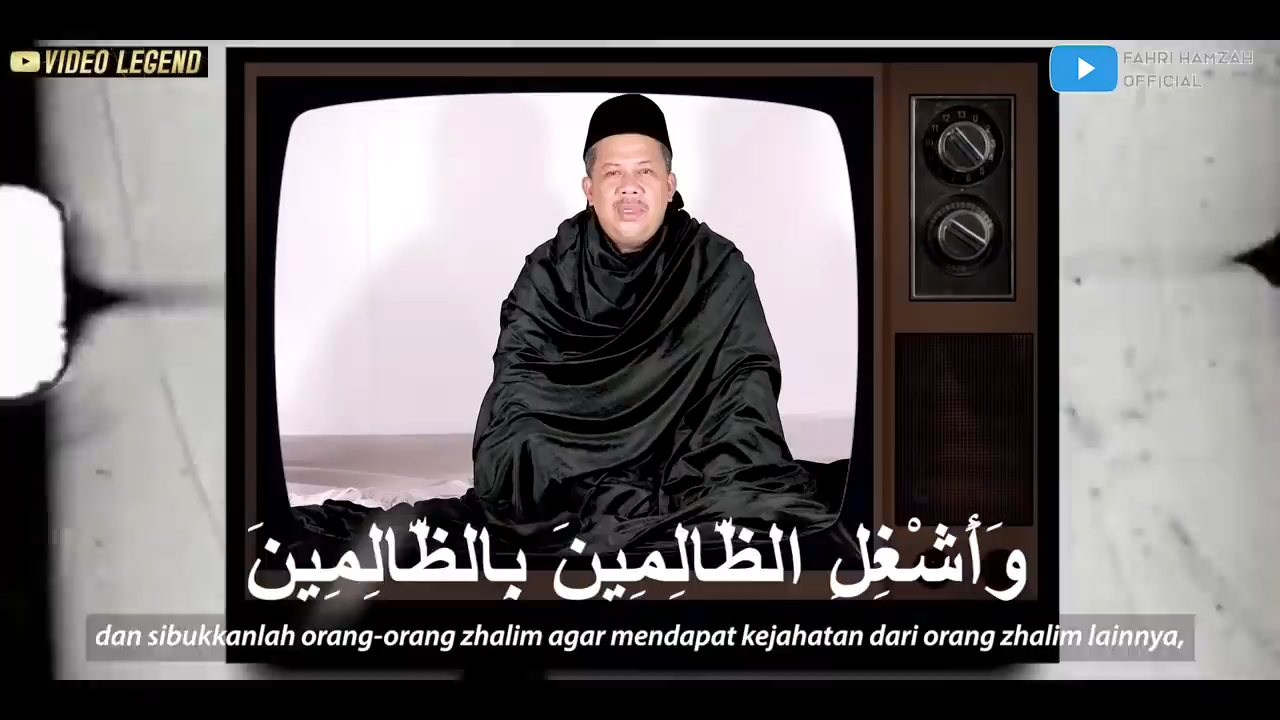 VIDEO LEGEND
FAHRI HAMZAH
OFFICIAL
وَأَشْغِلِ الظَّالِمِينَ بِالظَّالِمِينَ
dan sibukkanlah orang-orang zhalim agar mendapat kejahatan dari orang zhalim lainnya,